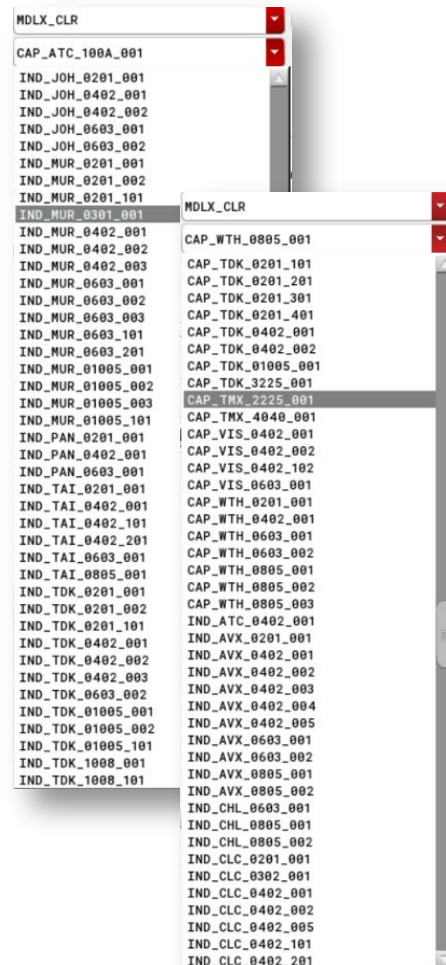 MDLX_CLR
CAP_ATC_100A_001
IND_JOH_0201_001
IND_JOH_0402_001
IND_JOH_0402_002
IND_JOH_0603_001
IND_JOH_0603_002
IND_MUR_0201_001
IND_MUR_0201_002
IND_MUR_0201_101
IND_MUR_0301_001
IND_MUR_0402_001
IND_MUR_0402_002
IND_MUR_0402_003
IND_MUR_0603_001
IND_MUR_0603_002
IND_MUR_0603_003
IND_MUR_0603_101
IND_MUR_0603_201
IND_MUR_01005_001
IND_MUR_01005_002
IND_MUR_01005_003
IND_MUR_01005_101
IND_PAN_0201_001
IND_PAN_0402_001
IND_PAN_0603_001
IND_TAI_0201_001
IND_TAI_0402_001
IND_TAI_0402_101
IND_TAI_0402_201
IND_TAI_0603_001
IND_TAI_0805_001
IND_TDK_0201_001
IND_TDK_0201_002
IND_TDK_0201_101
IND_TDK_0402_001
IND_TDK_0402_002
IND_TDK_0402_003
IND_TDK_0603_002
IND_TDK_01005_001
IND_TDK_01005_002
IND_TDK_01005_101
IND_TDK_1008_001
IND_TDK_1008_101
MDLX_CLR
CAP_WTH_0805_001
CAP_TDK_0201_101
CAP_TDK_0201_201
CAP_TDK_0201_301
CAP_TDK_0201_401
CAP_TDK_0402_001
CAP_TDK_0402_002
CAP_TDK_01005_001
CAP_TDK_3225_001
CAP_TMX_2225_001
CAP_TMX_4040_001
CAP_VIS_0402_001
CAP_VIS_0402_002
CAP_VIS_0402_102
CAP_VIS_0603_001
CAP_WTH_0201_001
CAP_WTH_0402_001
CAP_WTH_0603_001
CAP_WTH_0603_002
CAP_WTH_0805_001
CAP_WTH_0805_002
CAP_WTH_0805_003
IND_ATC_0402_001
IND_AVX_0201_001
IND_AVX_0402_001
IND_AVX_0402_002
IND_AVX_0402_003
IND_AVX_0402_004
IND_AVX_0402_005
IND_AVX_0603_001
IND_AVX_0603_002
IND_AVX_0805_001
IND_AVX_0805_002
IND_CHL_0603_001
IND_CHL_0805_001
IND_CHL_0805_002
IND_CLC_0201_001
IND_CLC_0302_001
IND_CLC_0402_001
IND_CLC_0402_002
IND_CLC_0402_005
IND_CLC_0402_101
IND_CLC_0402_201